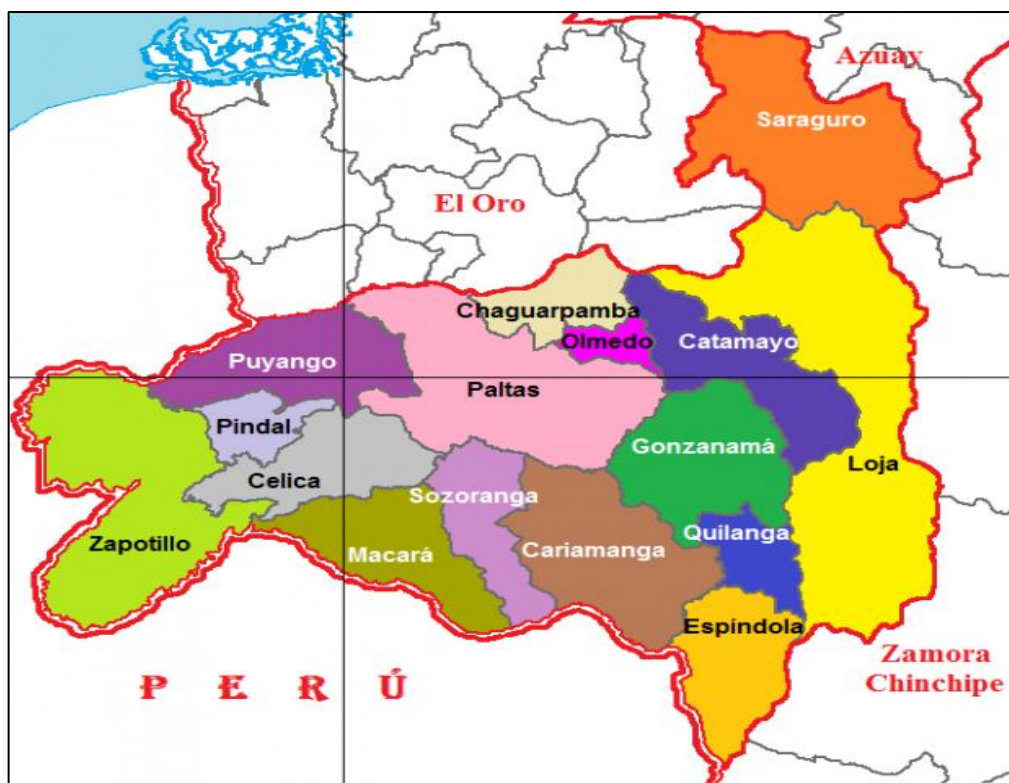 Azuay
Saraguro
El Oro
Chaguarpamba
Olmedo
Catamayo
Puyango
Paltas
Pindal
Gonzanamá
Loja
Celica
Sozoranga
Quilanga
Zapotillo
Macará
Cariamanga
Espíndola
Zamora
Chinchipe
P E R Ú